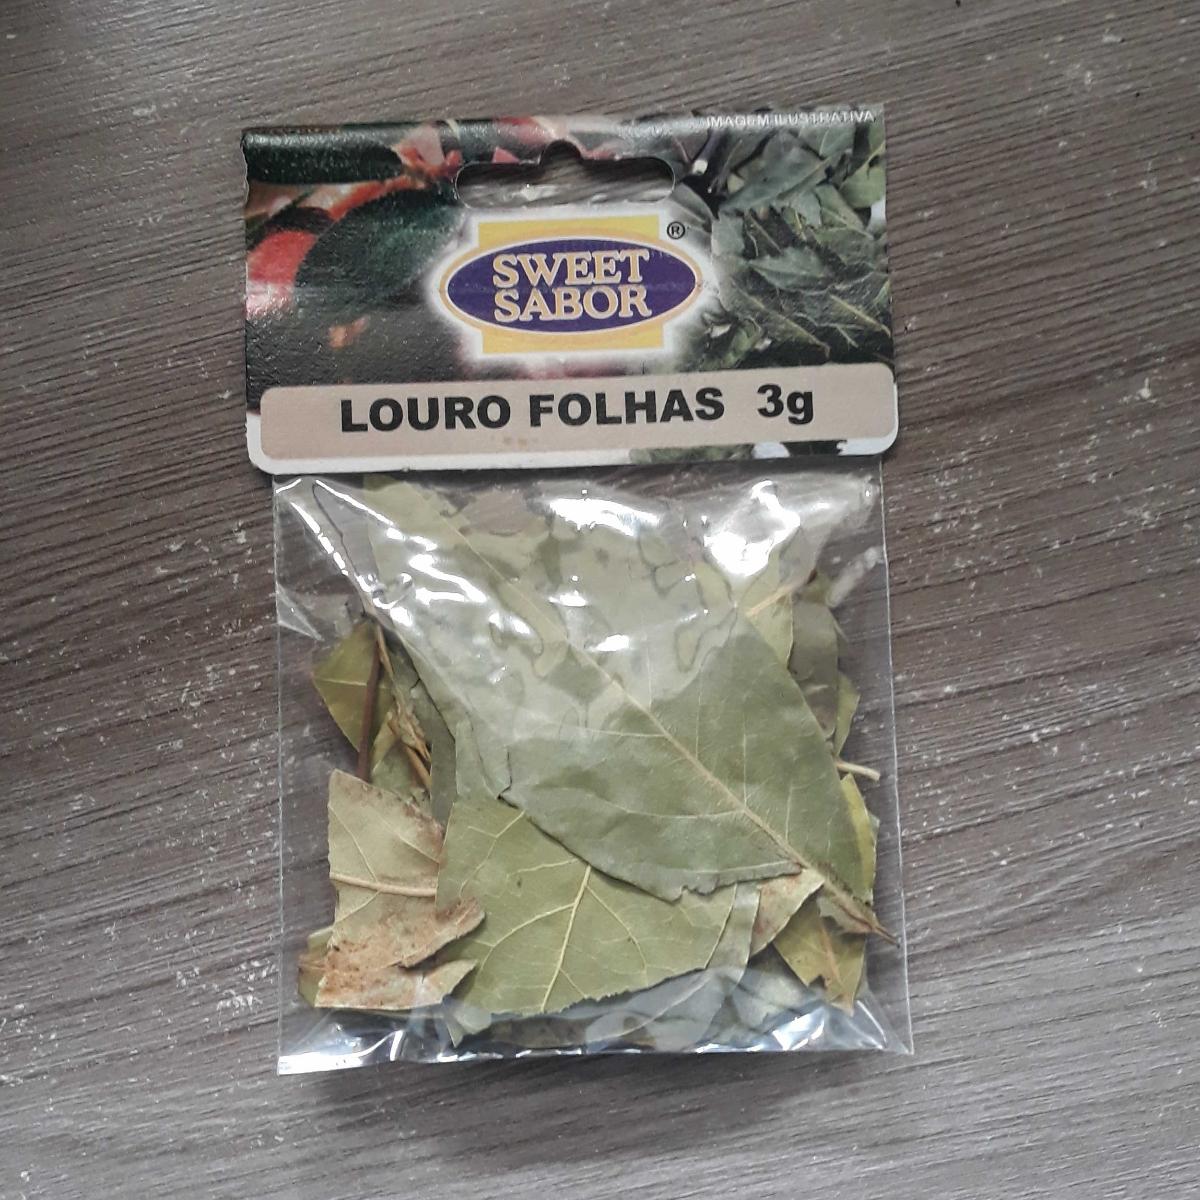 IMAGEM ILUSTRATIVA
SWEET
SABOR
®
LOURO FOLHAS 3g